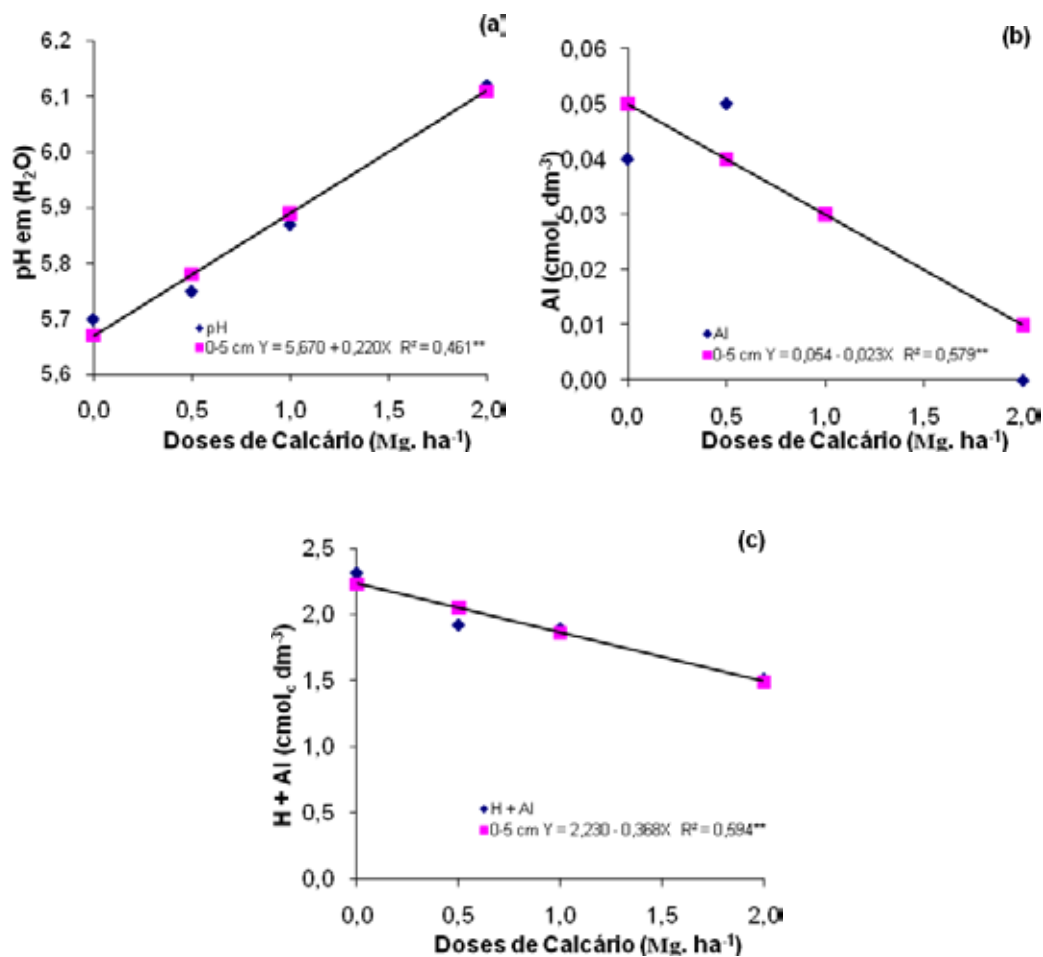 (a)
6,2
6,1
6,0
5,9
5,8
5,7
5,6
pH em (H₂O)
pH
0-5 cm Y = 5,670 + 0,220X R² = 0,461**
0,0 0,5 1,0 1,5 2,0
Doses de Calcário (Mg. ha⁻¹)
(b)
0,06
0,05
0,04
0,03
0,02
0,01
0,00
Al (cmol꜀ dm⁻³)
Al
0-5 cm Y = 0,054 - 0,023X R² = 0,579**
0,0 0,5 1,0 1,5 2,0
Doses de Calcário (Mg. ha⁻¹)
(c)
2,5
2,0
1,5
1,0
0,5
0,0
H + Al (cmol꜀ dm⁻³)
H + Al
0-5 cm Y = 2,230 - 0,368X R² = 0,594**
0,0 0,5 1,0 1,5 2,0
Doses de Calcário (Mg. ha⁻¹)